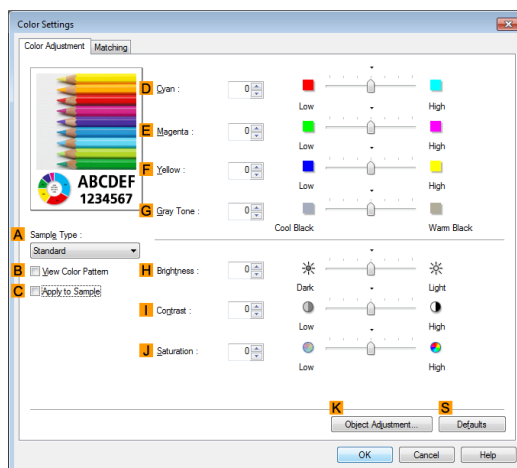 Color Settings
Color Adjustment Matching
D Cyan : 0
Low High
E Magenta : 0
Low High
F Yellow : 0
Low High
ABCDEF
1234567
G Gray Tone : 0
Cool Black Warm Black
A Sample Type :
Standard
B View Color Pattern
C Apply to Sample
H Brightness : 0
Dark Light
I Contrast : 0
Low High
J Saturation : 0
Low High
K S
Object Adjustment... Defaults
OK Cancel Help